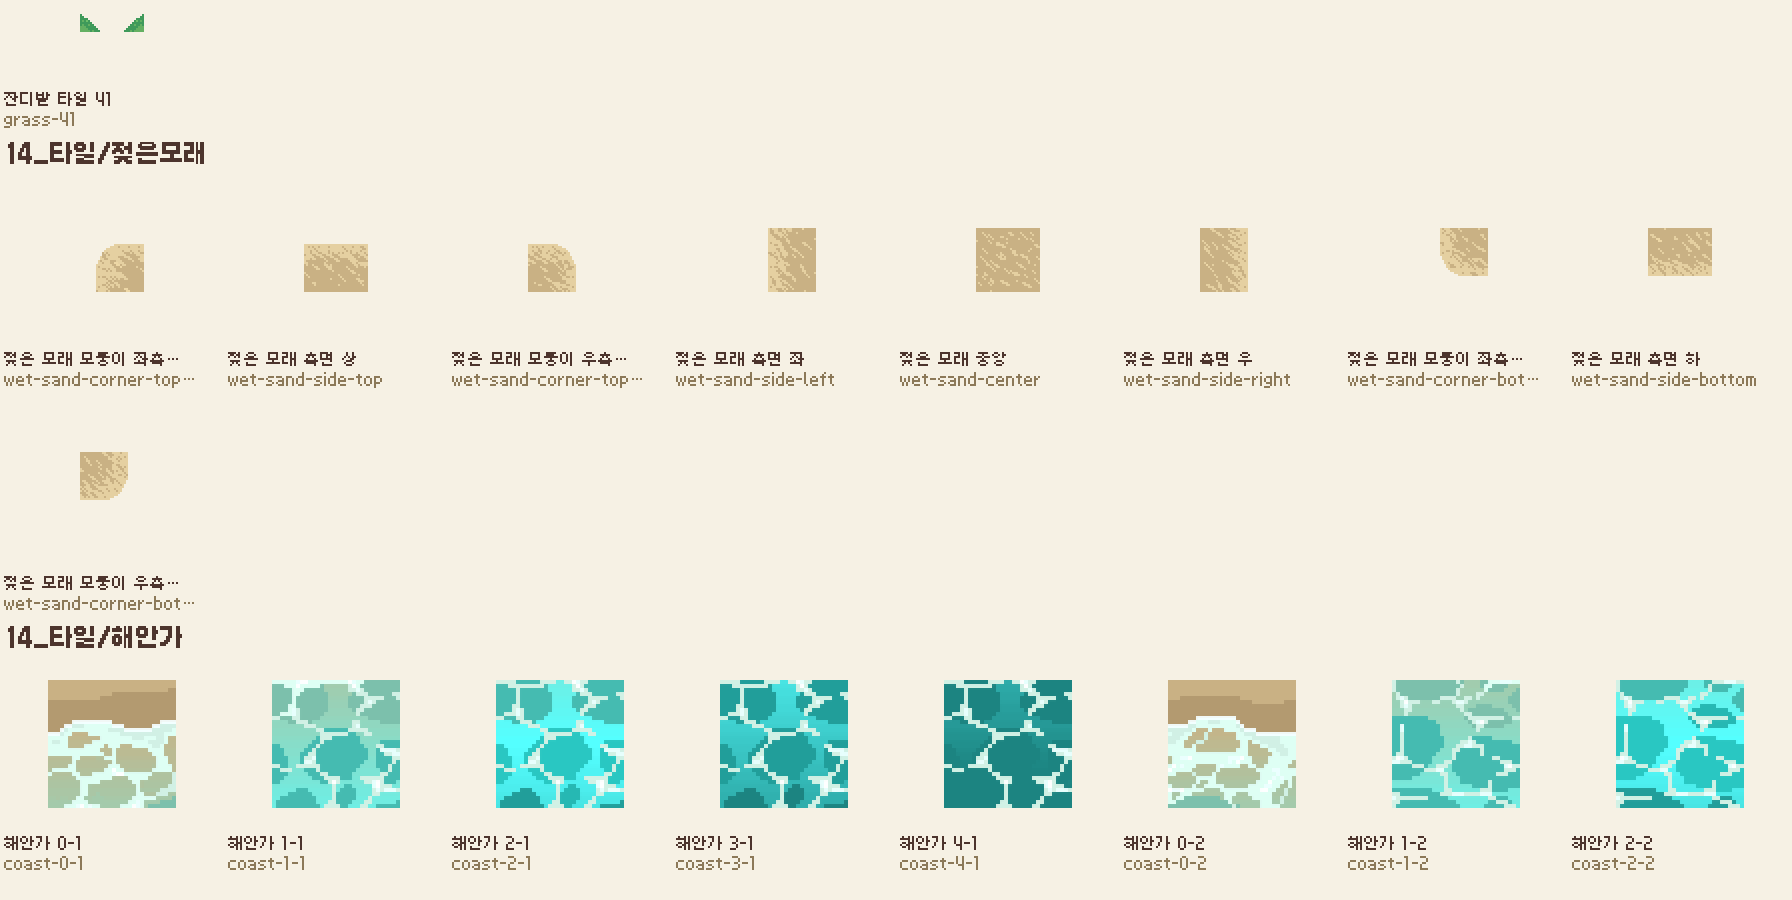 잔디밭 타일 41
grass-41
14_타일/젖은모래
젖은 모래 모퉁이 좌측…
wet-sand-corner-top…
젖은 모래 측면 상
wet-sand-side-top
젖은 모래 모퉁이 우측…
wet-sand-corner-top…
젖은 모래 측면 좌
wet-sand-side-left
젖은 모래 중앙
wet-sand-center
젖은 모래 측면 우
wet-sand-side-right
젖은 모래 모퉁이 좌측…
wet-sand-corner-bot…
젖은 모래 측면 하
wet-sand-side-bottom
젖은 모래 모퉁이 우측…
wet-sand-corner-bot…
14_타일/해안가
해안가 0-1
coast-0-1
해안가 1-1
coast-1-1
해안가 2-1
coast-2-1
해안가 3-1
coast-3-1
해안가 4-1
coast-4-1
해안가 0-2
coast-0-2
해안가 1-2
coast-1-2
해안가 2-2
coast-2-2